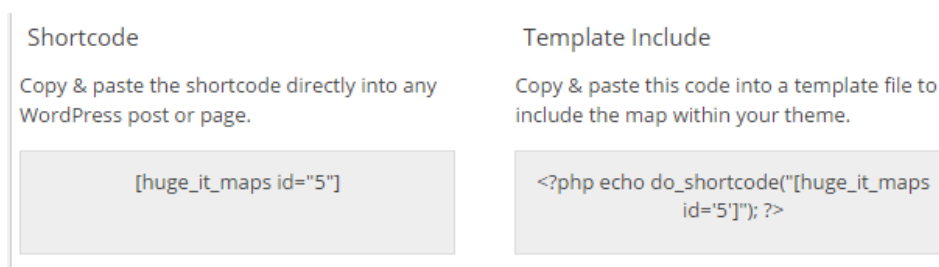 Shortcode
Copy & paste the shortcode directly into any
WordPress post or page.
[huge_it_maps id="5"]
Template Include
Copy & paste this code into a template file to
include the map within your theme.
<?php echo do_shortcode("[huge_it_maps
id='5']"); ?>